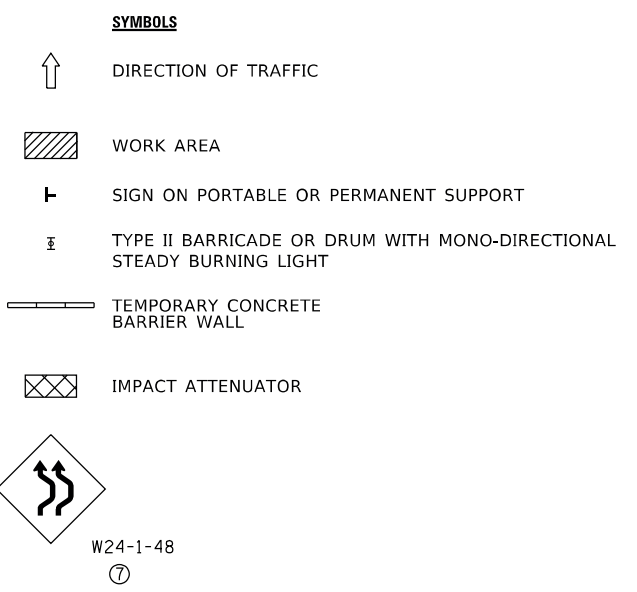 SYMBOLS
DIRECTION OF TRAFFIC
WORK AREA
SIGN ON PORTABLE OR PERMANENT SUPPORT
TYPE II BARRICADE OR DRUM WITH MONO-DIRECTIONAL
STEADY BURNING LIGHT
TEMPORARY CONCRETE
BARRIER WALL
IMPACT ATTENUATOR
W24-1-48
7